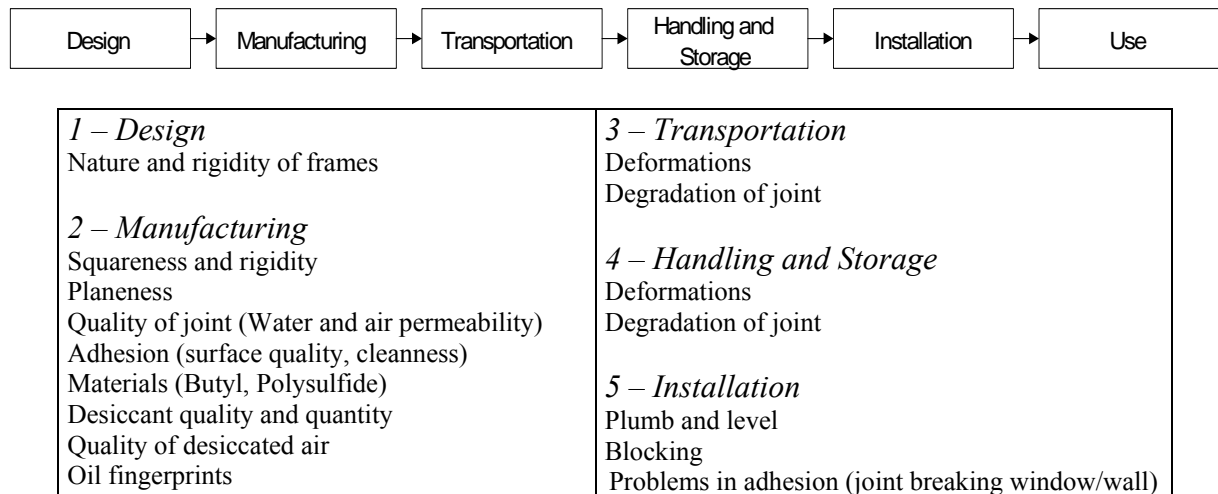 Design
Manufacturing
Transportation
Handling and
Storage
Installation
Use
1 – Design
Nature and rigidity of frames
2 – Manufacturing
Squareness and rigidity
Planeness
Quality of joint (Water and air permeability)
Adhesion (surface quality, cleanness)
Materials (Butyl, Polysulfide)
Desiccant quality and quantity
Quality of desiccated air
Oil fingerprints
3 – Transportation
Deformations
Degradation of joint
4 – Handling and Storage
Deformations
Degradation of joint
5 – Installation
Plumb and level
Blocking
Problems in adhesion (joint breaking window/wall)